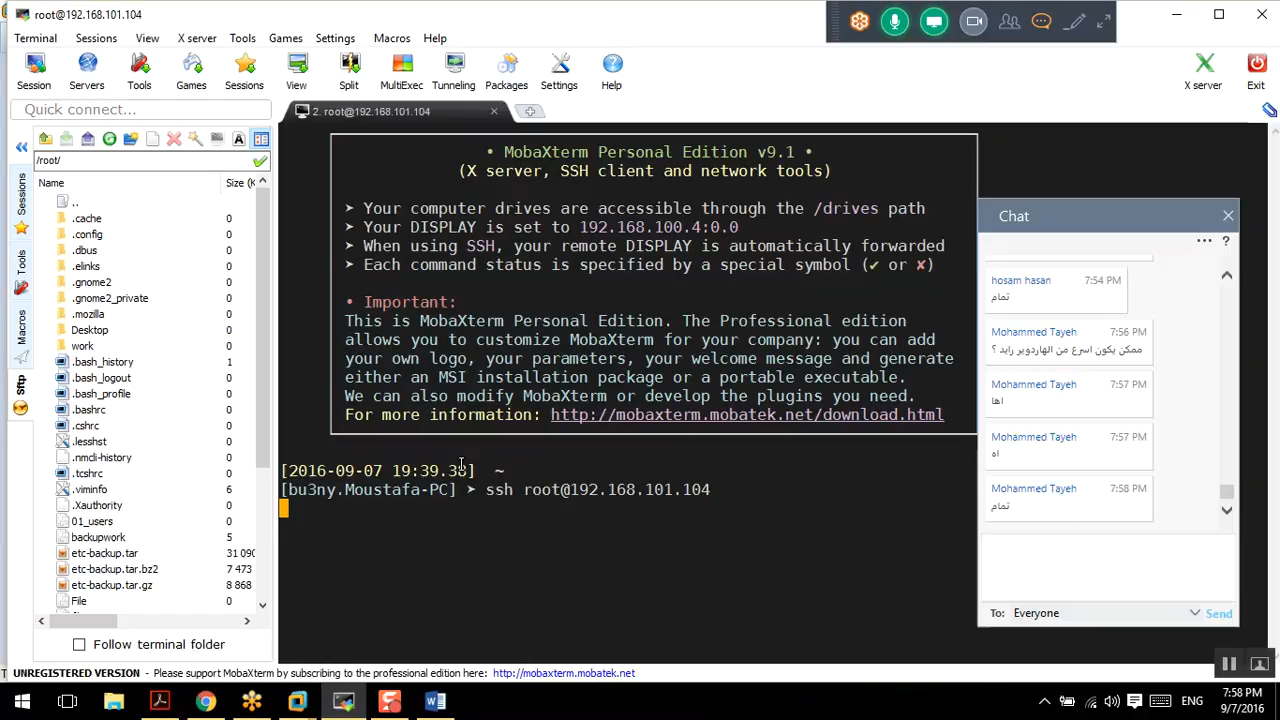 root@192.168.101.104
Terminal Sessions View X server Tools Games Settings Macros Help
Session Servers Tools Games Sessions View Split MultiExec Tunneling Packages Settings Help X server Exit
Quick connect...
2. root@192.168.101.104
/root/
Name Size (K
..
.cache 0
.config 0
.dbus 0
.elinks 0
.gnome2 0
.gnome2_private 0
.mozilla 0
Desktop 0
work 0
.bash_history 1
.bash_logout 0
.bash_profile 0
.bashrc 0
.cshrc 0
.lesshst 0
.nmcli-history 0
.tcshrc 0
.viminfo 6
.Xauthority 0
01_users 0
backupwork 5
etc-backup.tar 31 090
etc-backup.tar.bz2 7 473
etc-backup.tar.gz 8 868
File 0
Follow terminal folder
Sessions
Tools
Macros
Sftp
• MobaXterm Personal Edition v9.1 •
(X server, SSH client and network tools)
➤ Your computer drives are accessible through the /drives path
➤ Your DISPLAY is set to 192.168.100.4:0.0
➤ When using SSH, your remote DISPLAY is automatically forwarded
➤ Each command status is specified by a special symbol (✔ or ✘)
• Important:
This is MobaXterm Personal Edition. The Professional edition
allows you to customize MobaXterm for your company: you can add
your own logo, your parameters, your welcome message and generate
either an MSI installation package or a portable executable.
We can also modify MobaXterm or develop the plugins you need.
For more information: http://mobaxterm.mobatek.net/download.html
[2016-09-07 19:39.38] ~
[bu3ny.Moustafa-PC] ➤ ssh root@192.168.101.104
Chat
... ?
hosam hasan 7:54 PM
تمام
Mohammed Tayeh 7:56 PM
ممكن يكون اسرع من الهاردوير رايد ؟
Mohammed Tayeh 7:57 PM
اها
Mohammed Tayeh 7:57 PM
اه
Mohammed Tayeh 7:58 PM
تمام
To: Everyone Send
UNREGISTERED VERSION - Please support MobaXterm by subscribing to the professional edition here: http://mobaxterm.mobatek.net
ENG
7:58 PM
9/7/2016